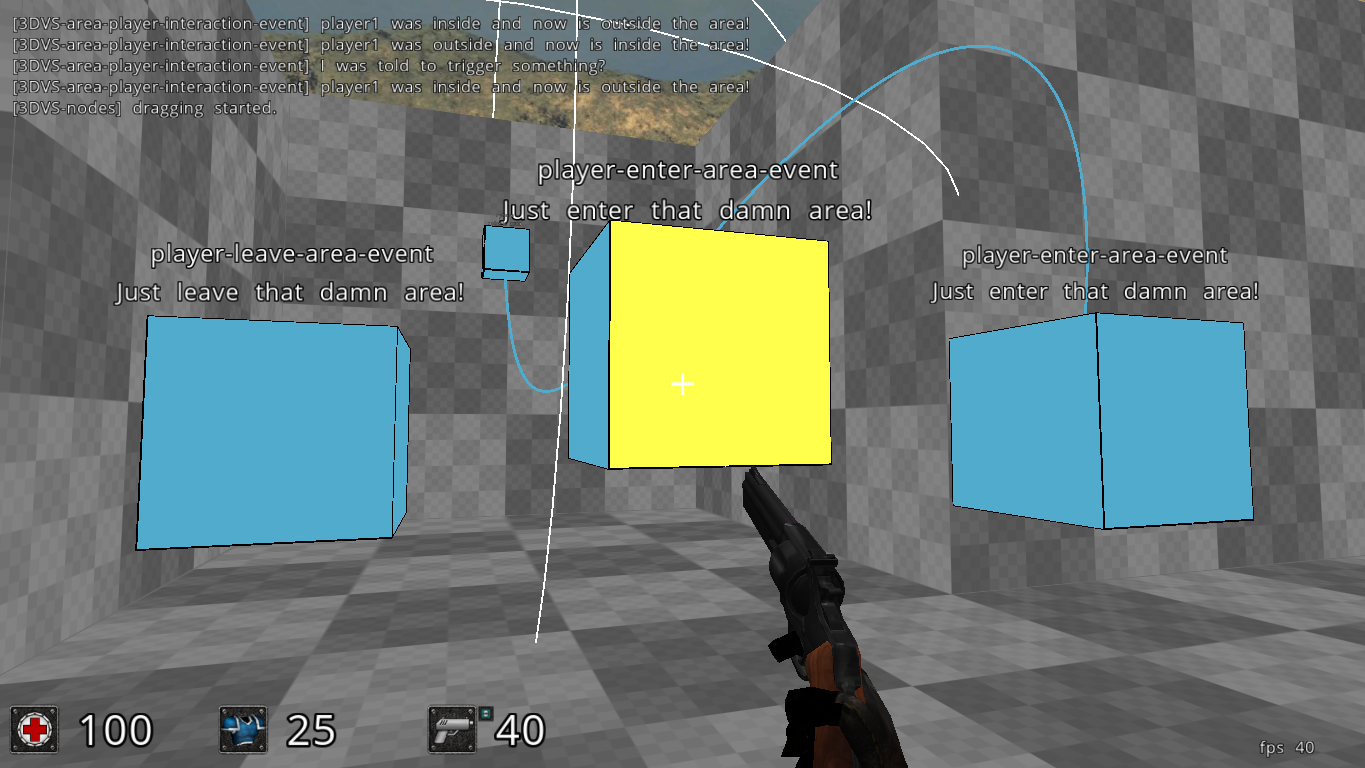 [3DVS-area-player-interaction-event] player1 was inside and now is outside the area!
[3DVS-area-player-interaction-event] player1 was outside and now is inside the area!
[3DVS-area-player-interaction-event] I was told to trigger something?
[3DVS-area-player-interaction-event] player1 was inside and now is outside the area!
[3DVS-nodes] dragging started.
player-enter-area-event
Just enter that damn area!
player-leave-area-event
Just leave that damn area!
player-enter-area-event
Just enter that damn area!
100
25
40
fps 40